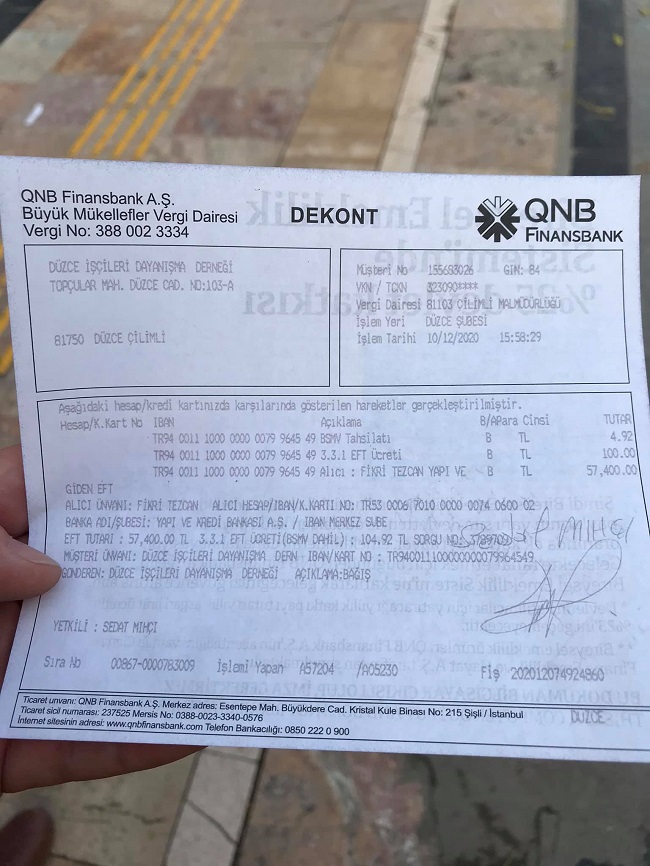 QNB Finansbank A.Ş.
Büyük Mükellefler Vergi Dairesi
Vergi No: 388 002 3334
DEKONT
QNB
FINANSBANK
DÜZCE İŞÇİLERİ DAYANIŞMA DERNEĞİ
TOPÇULAR MAH. DÜZCE CAD. NO:103-A
81750 DÜZCE ÇİLİMLİ
Müşteri No 155683026 GIN: 84
VKN / TCKN 323090****
Vergi Dairesi 81103 ÇİLİMLİ MALMÜDÜRLÜĞÜ
İşlem Yeri DÜZCE ŞUBESİ
İşlem Tarihi 10/12/2020 15:58:29
Aşağıdaki hesap/kredi kartınızda karşılarında gösterilen hareketler gerçekleştirilmiştir.
Hesap/K.Kart No IBAN Açıklama B/APara Cinsi TUTAR
TR94 0011 1000 0000 0079 9645 49 BSMV Tahsilatı B TL 4.92
TR94 0011 1000 0000 0079 9645 49 3.3.1 EFT Ücreti B TL 100.00
TR94 0011 1000 0000 0079 9645 49 Alıcı : FİKRİ TEZCAN YAPI VE B TL 57,400.00
GİDEN EFT
ALICI ÜNVANI: FİKRİ TEZCAN ALICI HESAP/IBAN/K.KARTI NO: TR53 0006 7010 0000 0074 0600 02
BANKA ADI/ŞUBESİ: YAPI VE KREDİ BANKASI A.Ş. / IBAN MERKEZ SUBE
EFT TUTARI : 57,400.00 TL 3.3.1 EFT ÜCRETİ(BSMV DAHİL) : 104.92 TL SORGU NO: 3789709
MÜŞTERİ ÜNVANI: DÜZCE İŞÇİLERİ DAYANIŞMA DERN IBAN/KART NO : TR940011100000000079964549
GÖNDEREN: DÜZCE İŞÇİLERİ DAYANIŞMA DERNEĞİ AÇIKLAMA:BAĞIŞ
YETKİLİ : SEDAT MIHÇI
Sıra No 00867-0000783009 İşlemi Yapan A57204 /A05230 Fiş 202012074924860
Ticaret unvanı: QNB Finansbank A.Ş. Merkez adres: Esentepe Mah. Büyükdere Cad. Kristal Kule Binası No: 215 Şişli / İstanbul
Ticaret sicil numarası: 237525 Mersis No: 0388-0023-3340-0576
DÜZCE
İnternet sitesinin adresi: www.qnbfinansbank.com Telefon Bankacılığı: 0850 222 0 900